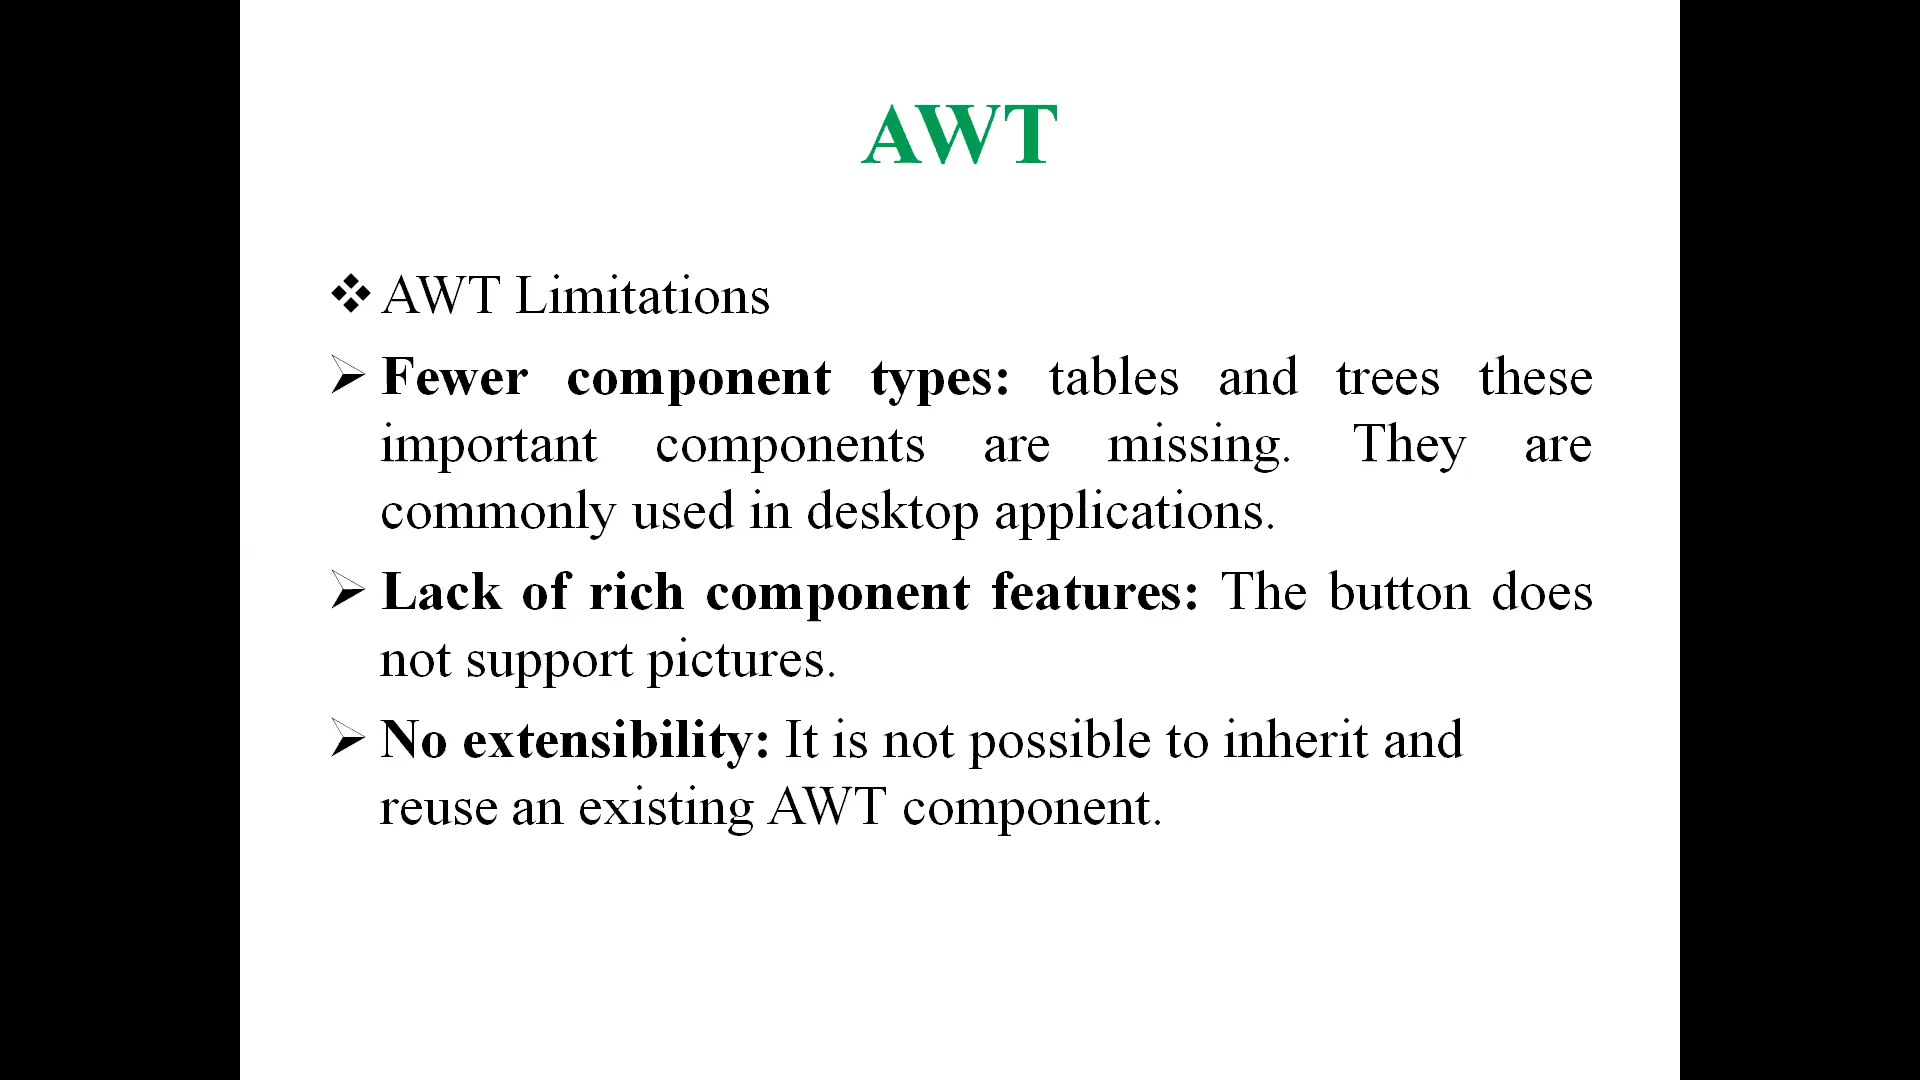 AWT
❖ AWT Limitations
➢ Fewer component types: tables and trees these
important components are missing. They are
commonly used in desktop applications.
➢ Lack of rich component features: The button does
not support pictures.
➢ No extensibility: It is not possible to inherit and
reuse an existing AWT component.